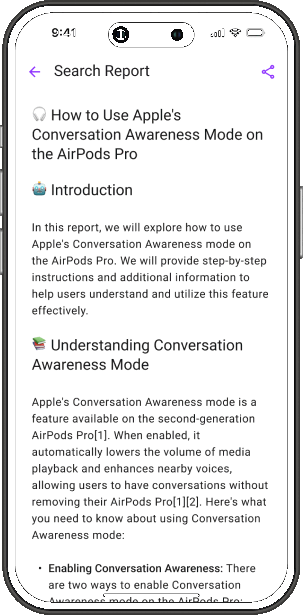 9:41
Search Report
🎧 How to Use Apple's
Conversation Awareness Mode on
the AirPods Pro
🤖 Introduction
In this report, we will explore how to use
Apple's Conversation Awareness mode on
the AirPods Pro. We will provide step-by-step
instructions and additional information to
help users understand and utilize this feature
effectively.
📚 Understanding Conversation
Awareness Mode
Apple's Conversation Awareness mode is a
feature available on the second-generation
AirPods Pro[1]. When enabled, it
automatically lowers the volume of media
playback and enhances nearby voices,
allowing users to have conversations without
removing their AirPods Pro[1][2]. Here's what
you need to know about using Conversation
Awareness mode:
• Enabling Conversation Awareness: There
are two ways to enable Conversation
Awareness mode on the AirPods Pro: